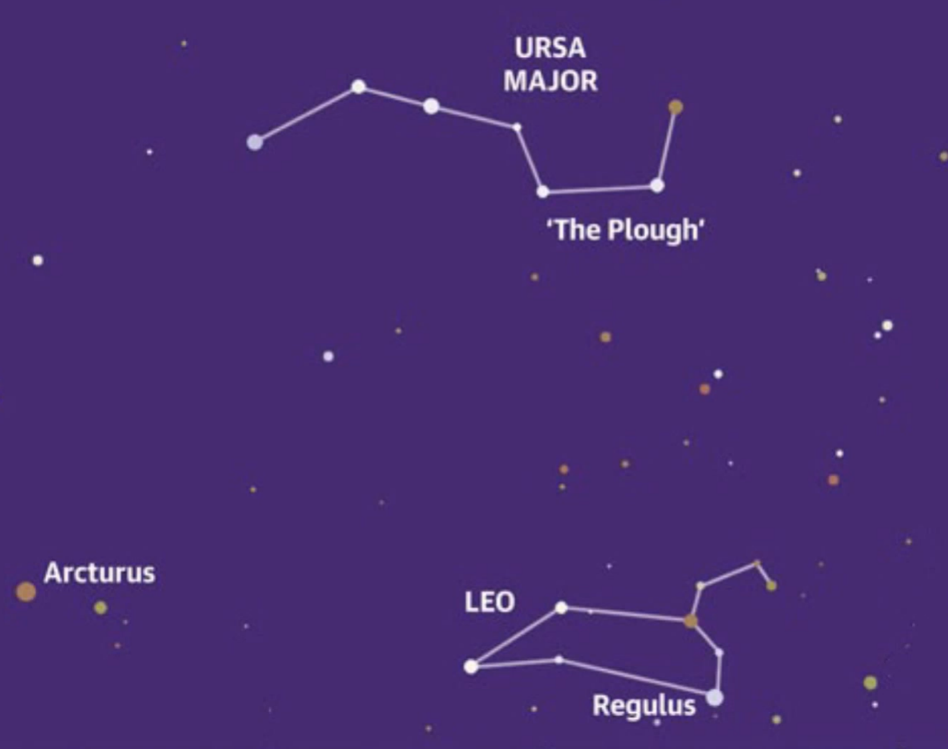 URSA
MAJOR
‘The Plough’
Arcturus
LEO
Regulus